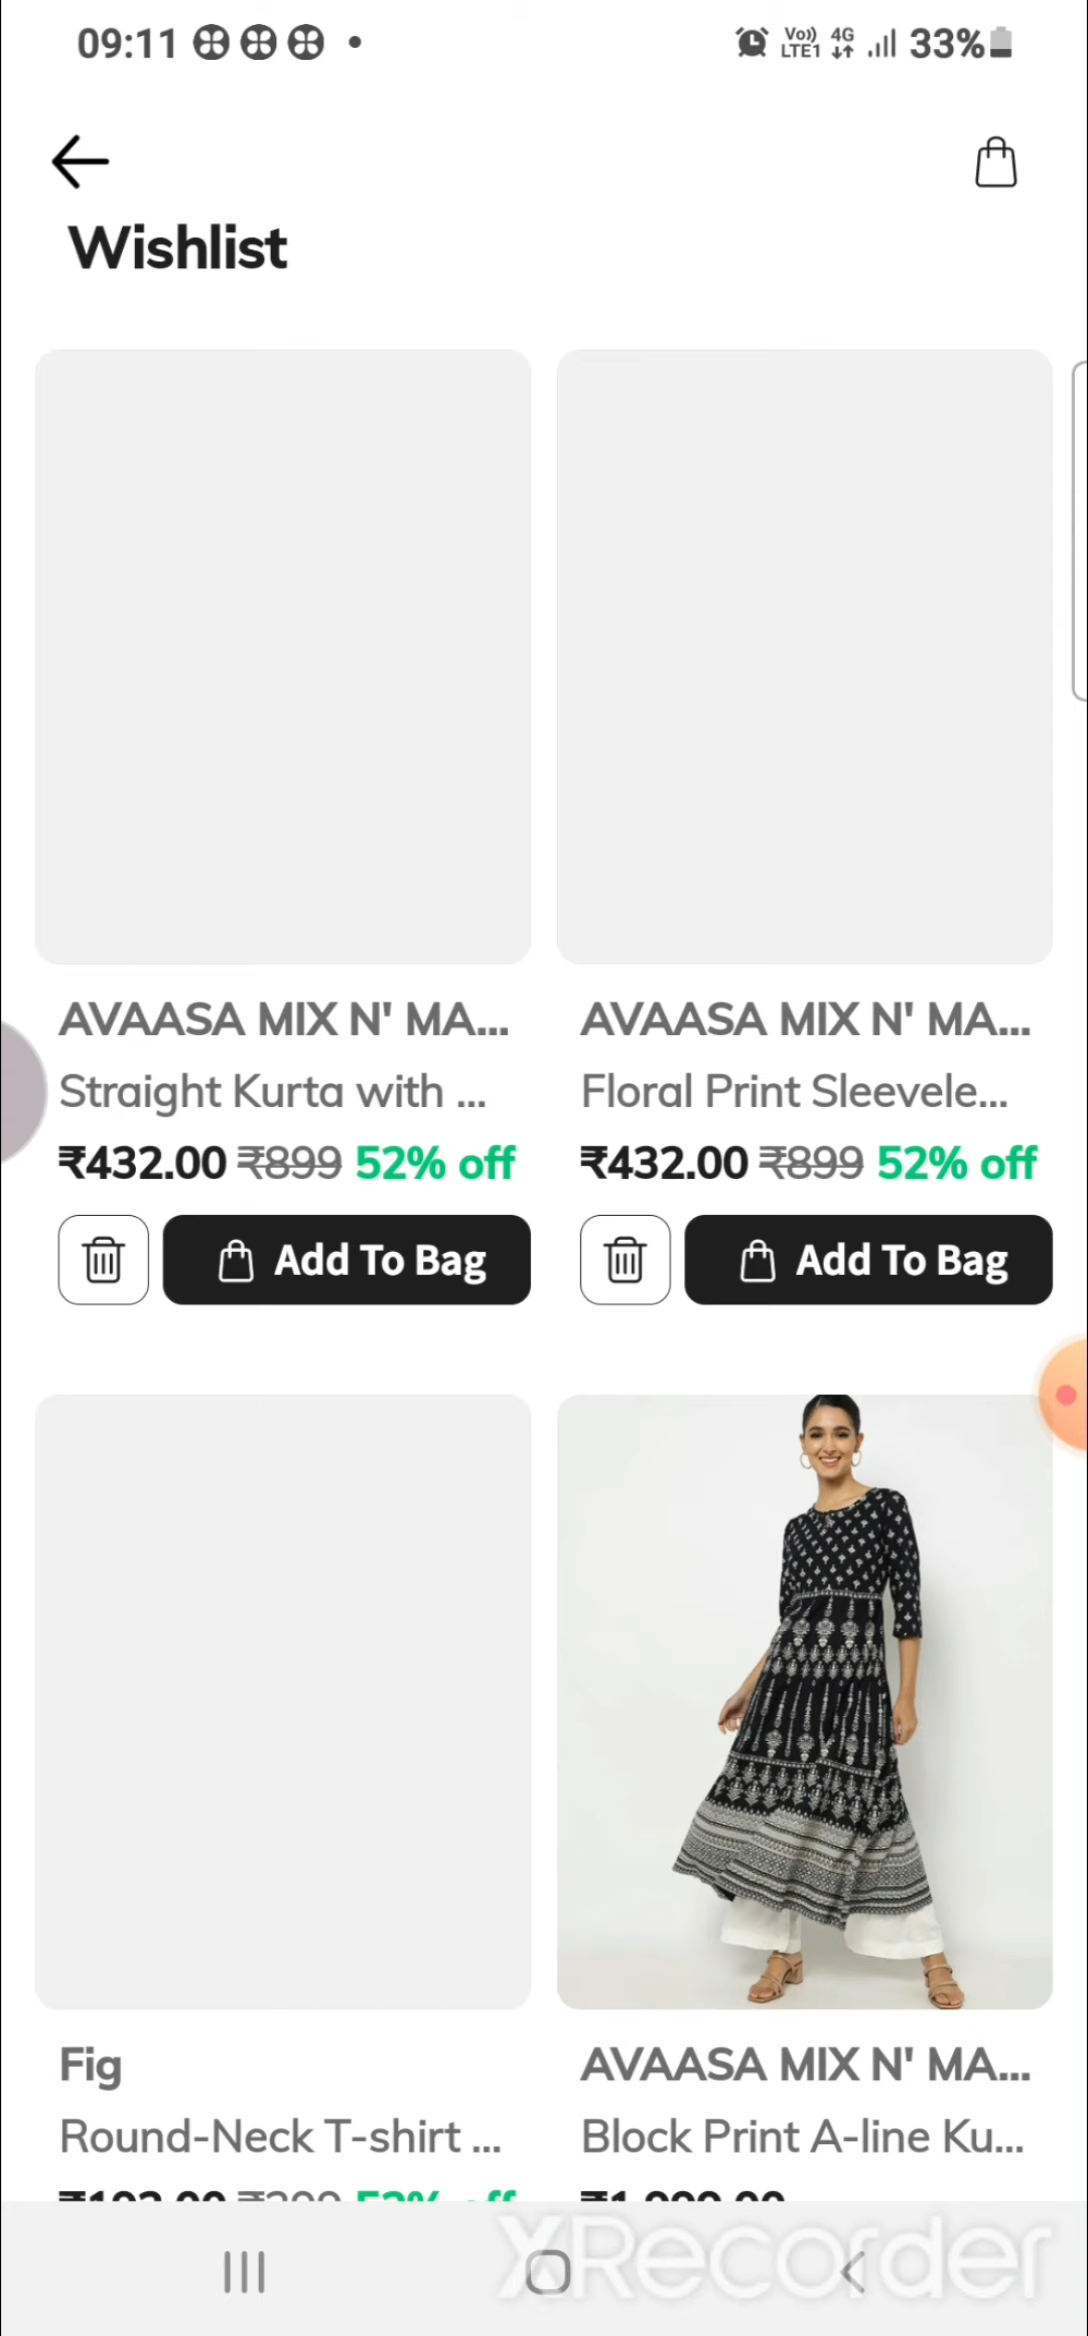 09:11
Vo)) LTE1 4G 33%
Wishlist
AVAASA MIX N' MA...
Straight Kurta with ...
₹432.00 ₹899 52% off
Add To Bag
AVAASA MIX N' MA...
Floral Print Sleevele...
₹432.00 ₹899 52% off
Add To Bag
Fig
Round-Neck T-shirt ...
AVAASA MIX N' MA...
Block Print A-line Ku...
XRecorder